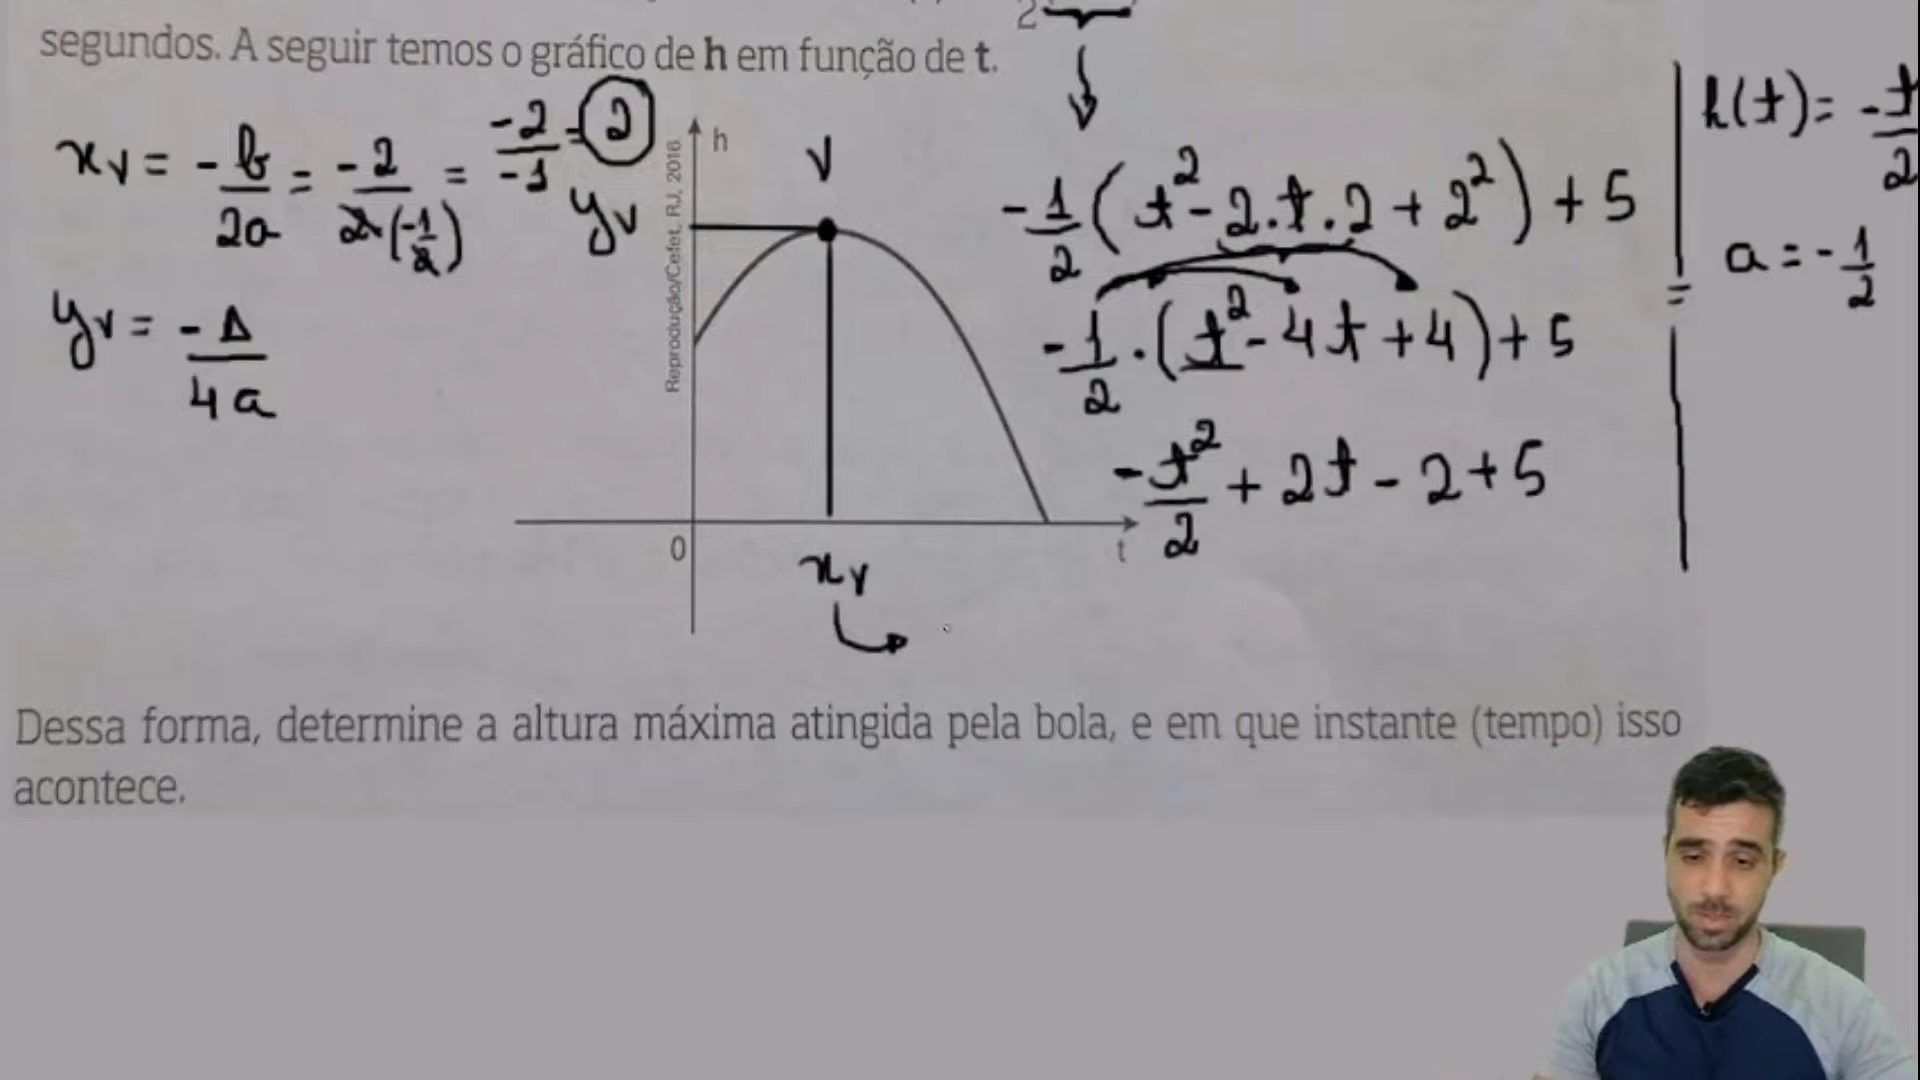 segundos. A seguir temos o gráfico de h em função de t.
xv = -b/2a = -2/2(-1/2) = -2/-1 = 2
yv = -Δ/4a
Reprodução/Cefet, RJ, 2016
h
V
yv
0
xv
t
2
-1/2 (t² - 2.t.2 + 2²) + 5
-1/2 . (t² - 4t + 4) + 5
-t²/2 + 2t - 2 + 5
h(t) = -t/2
a = -1/2
=
Dessa forma, determine a altura máxima atingida pela bola, e em que instante (tempo) isso
acontece.